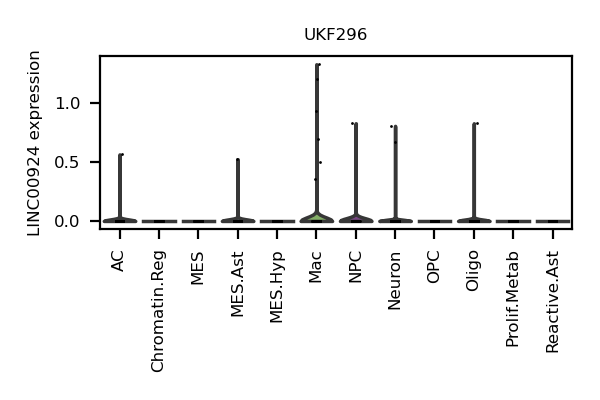 UKF296
LINC00924 expression
1.0
0.5
0.0
AC
Chromatin.Reg
MES
MES.Ast
MES.Hyp
Mac
NPC
Neuron
OPC
Oligo
Prolif.Metab
Reactive.Ast